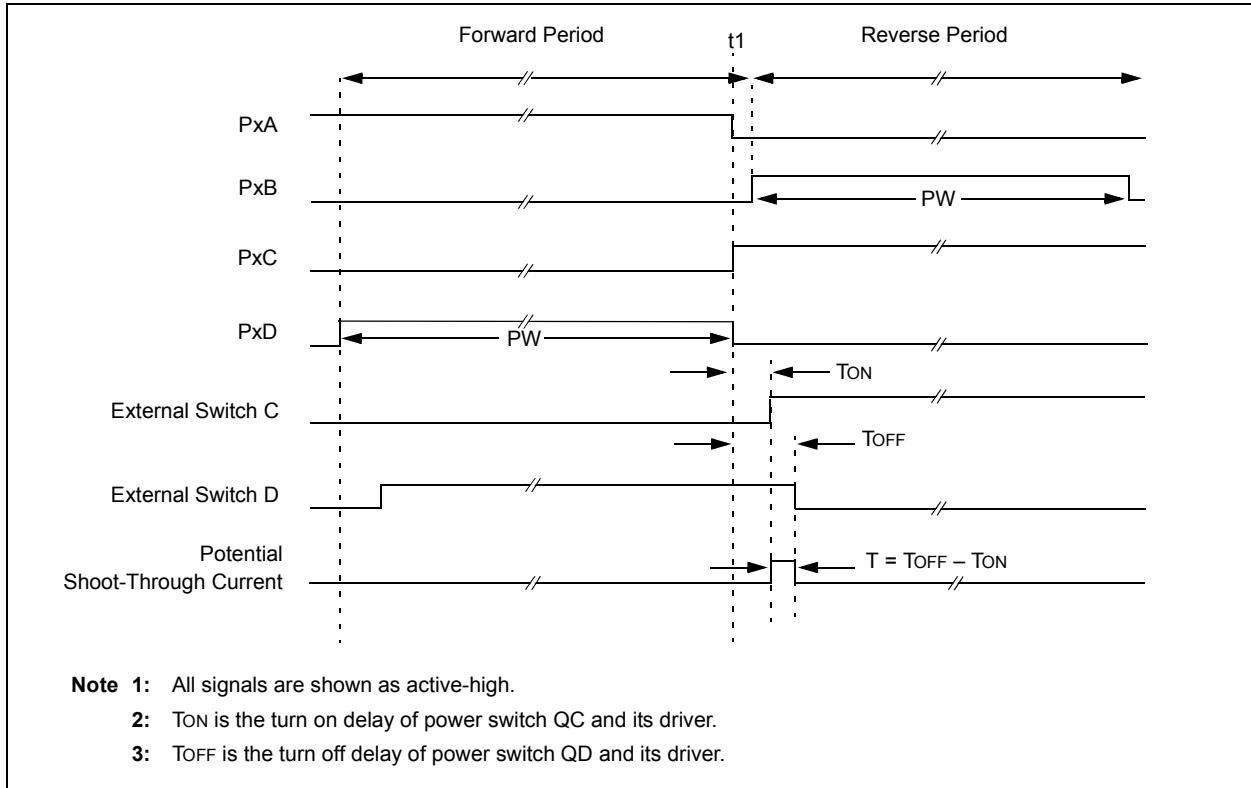 Forward Period
t1
Reverse Period
PxA
PxB
PW
PxC
PxD
PW
TON
External Switch C
TOFF
External Switch D
Potential
Shoot-Through Current
T = TOFF – TON
Note 1: All signals are shown as active-high.
2: TON is the turn on delay of power switch QC and its driver.
3: TOFF is the turn off delay of power switch QD and its driver.